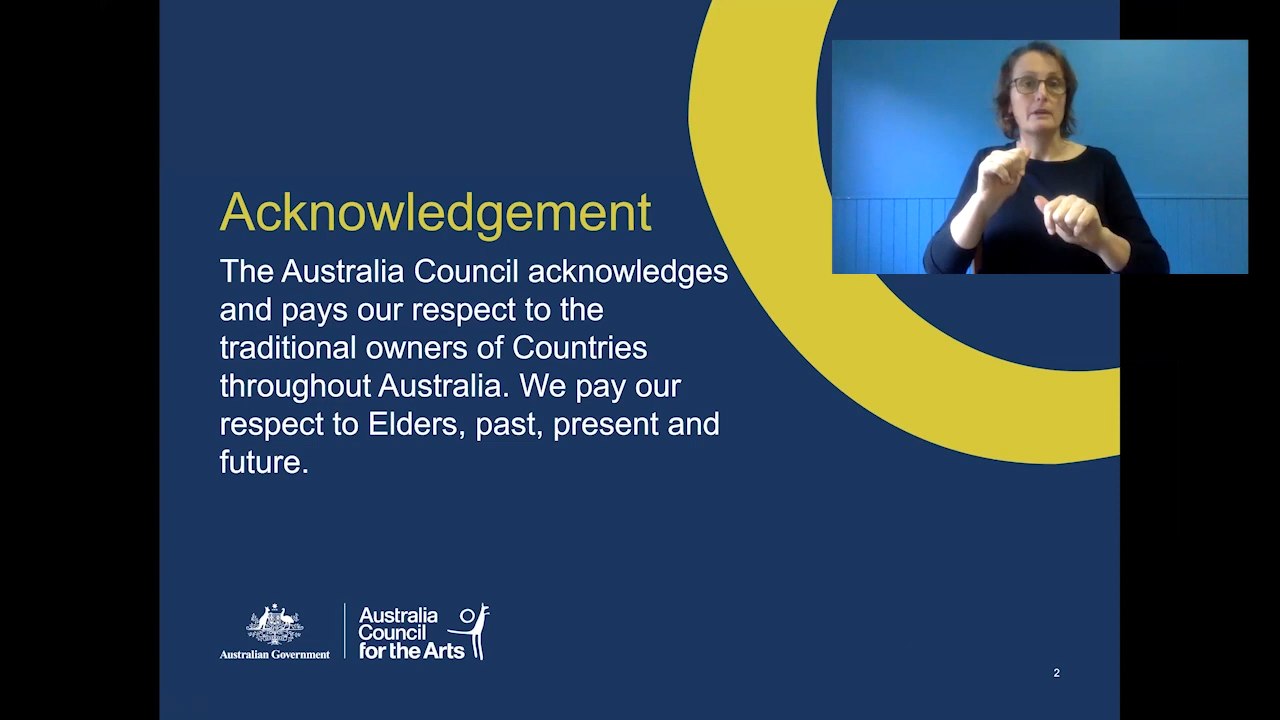 Acknowledgement
The Australia Council acknowledges
and pays our respect to the
traditional owners of Countries
throughout Australia. We pay our
respect to Elders, past, present and
future.
Australian Government
Australia
Council
for the Arts
2